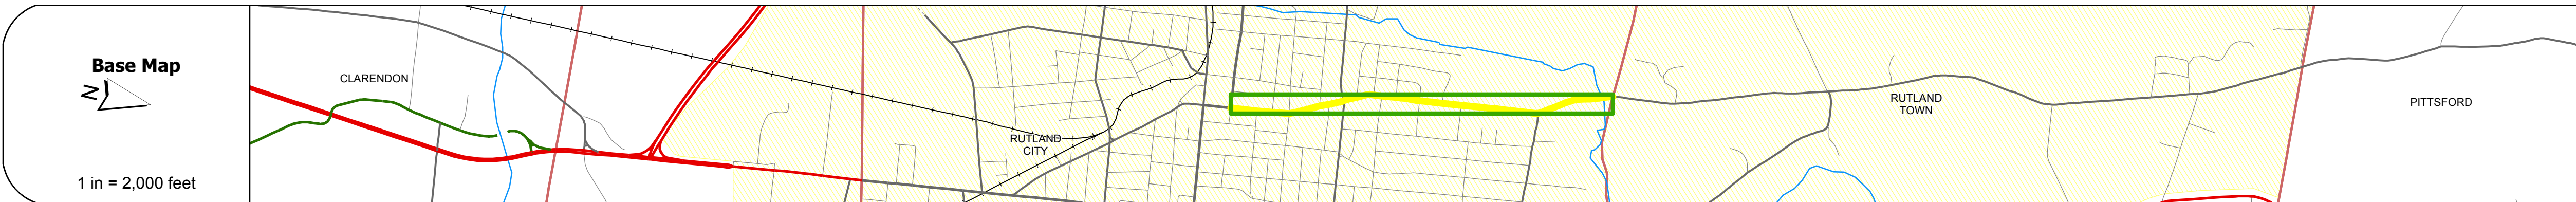 Base Map
N
1 in = 2,000 feet
CLARENDON
RUTLAND
CITY
RUTLAND
TOWN
PITTSFORD